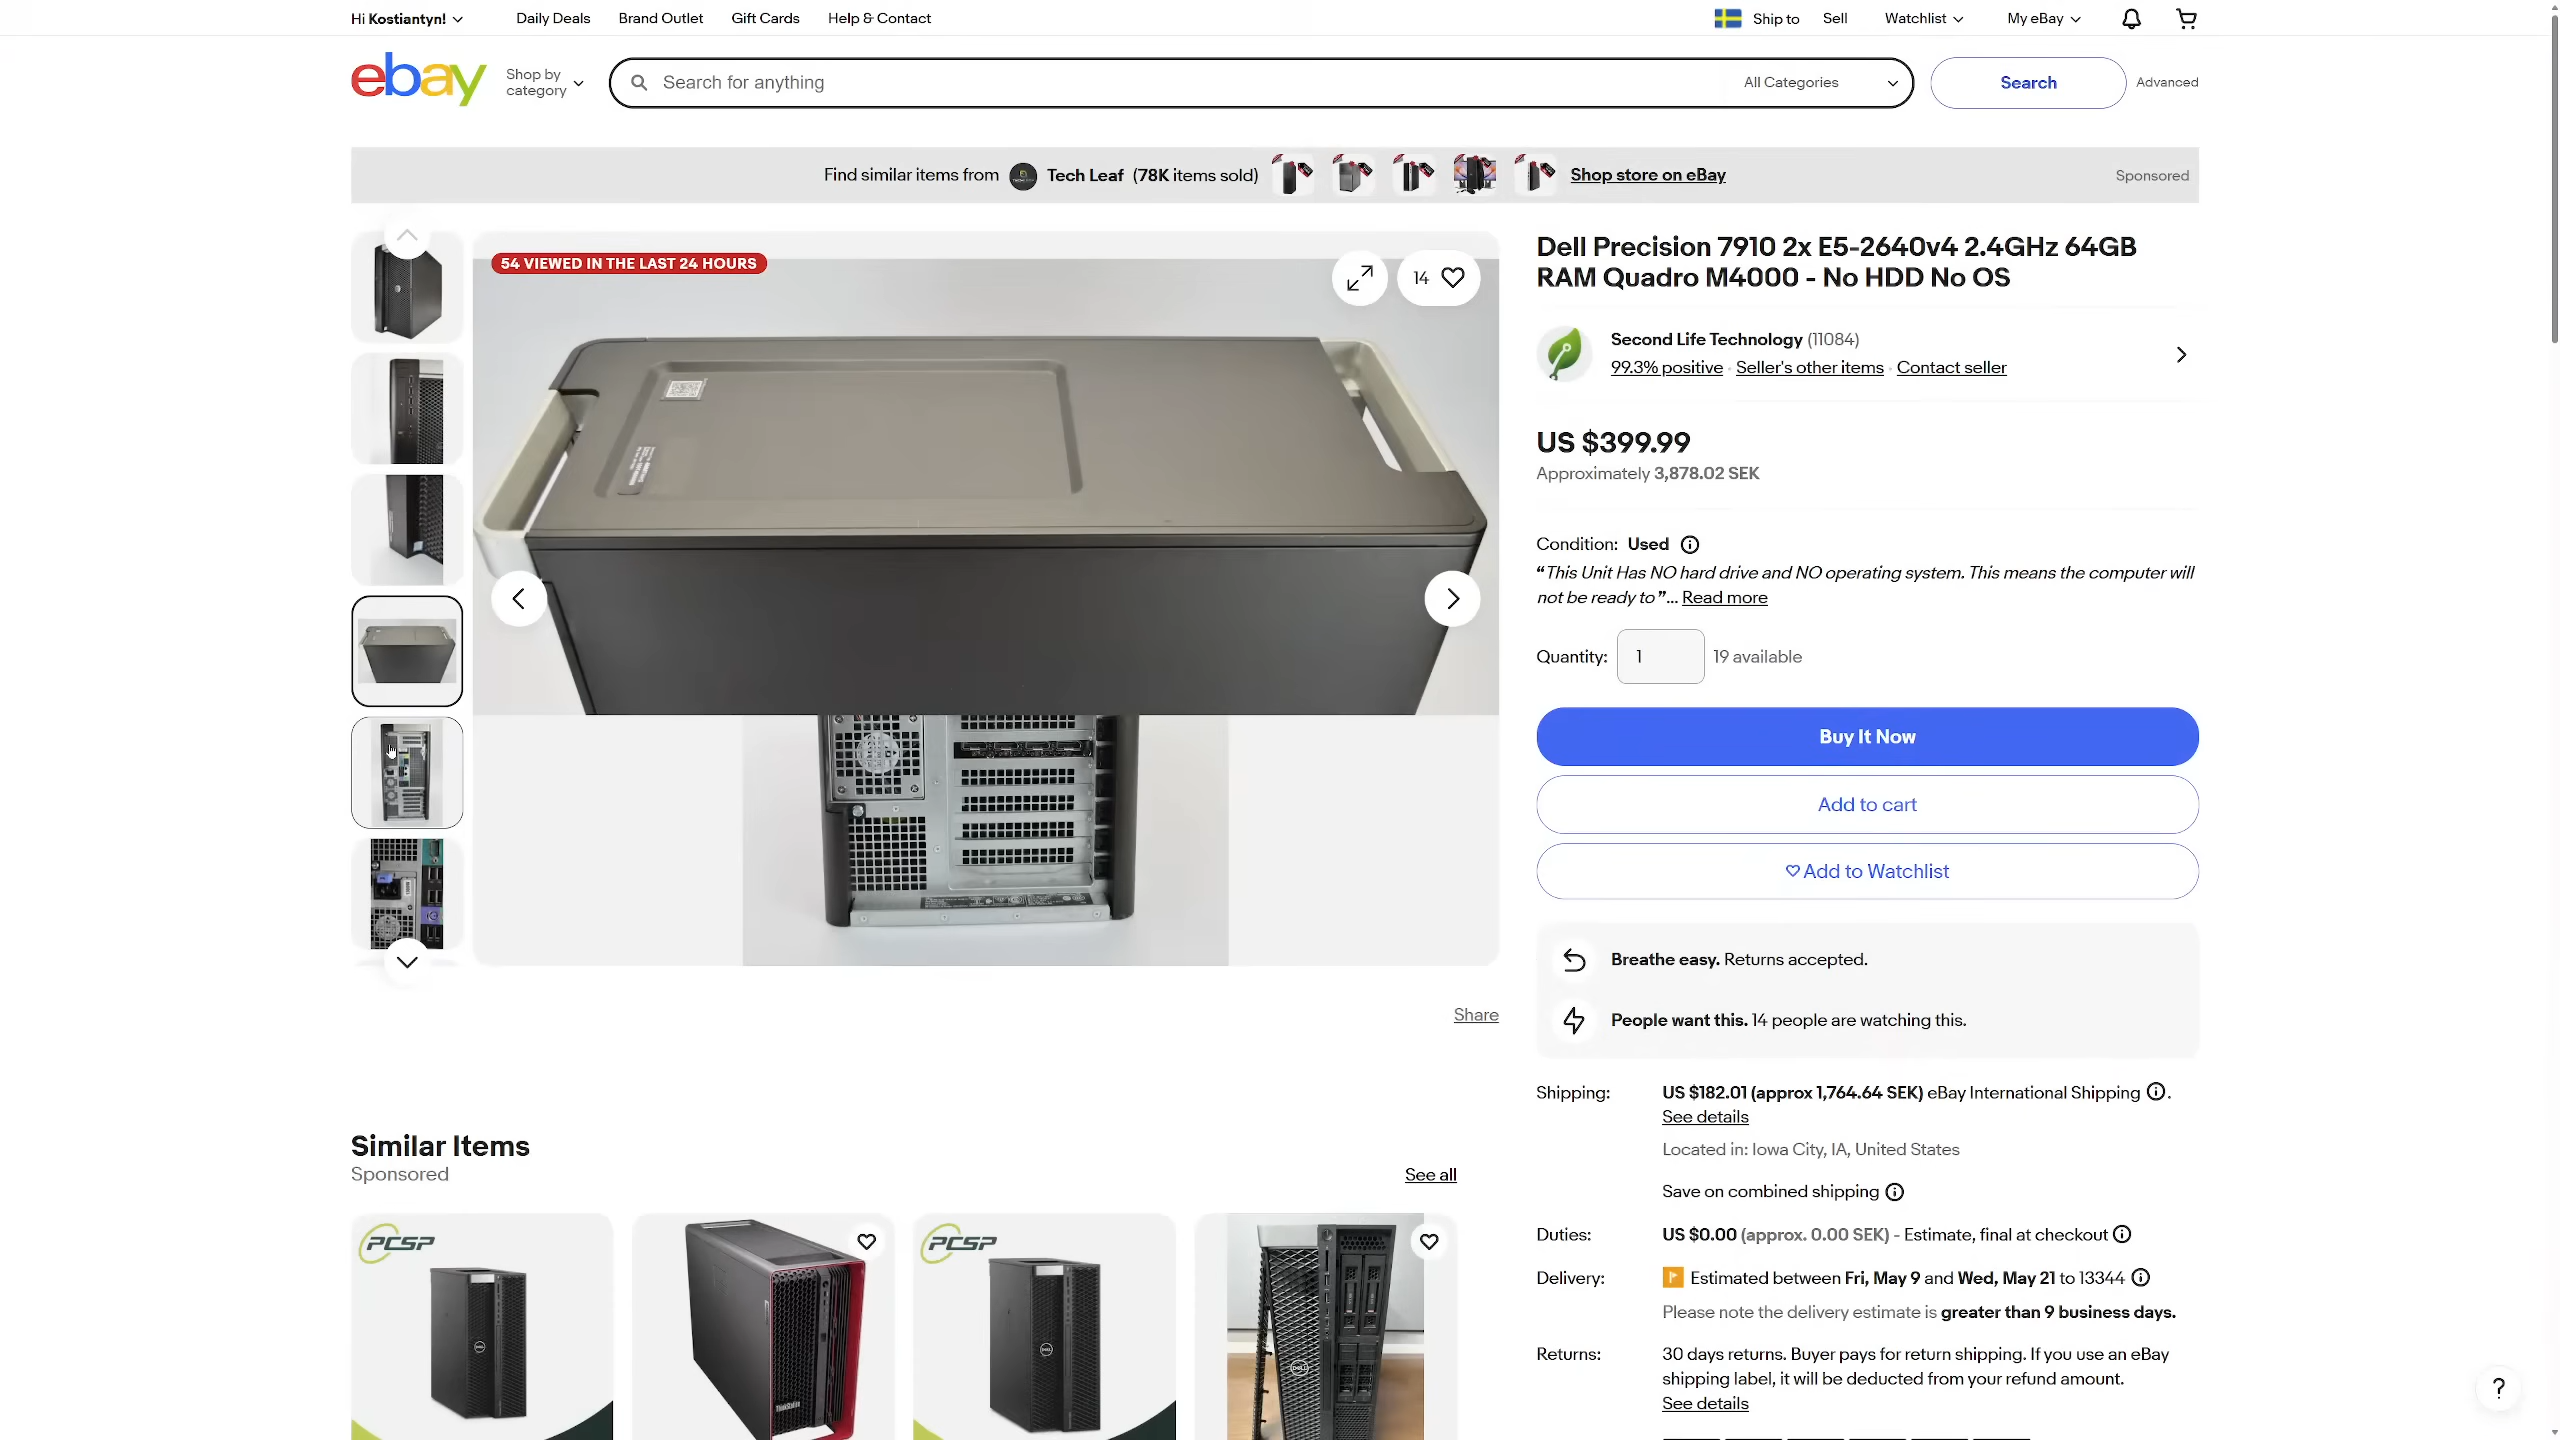 Hi Kostiantyn!
Daily Deals
Brand Outlet
Gift Cards
Help & Contact
Ship to
Sell
Watchlist
My eBay
ebay
Shop by category
Search for anything
All Categories
Search
Advanced
Find similar items from Tech Leaf (78K items sold)
Shop store on eBay
Sponsored
54 VIEWED IN THE LAST 24 HOURS
14
Dell Precision 7910 2x E5-2640v4 2.4GHz 64GB
RAM Quadro M4000 - No HDD No OS
Second Life Technology (11084)
99.3% positive · Seller's other items · Contact seller
US $399.99
Approximately 3,878.02 SEK
Condition: Used
“This Unit Has NO hard drive and NO operating system. This means the computer will
not be ready to”... Read more
Quantity: 1 19 available
Buy It Now
Add to cart
Add to Watchlist
Breathe easy. Returns accepted.
People want this. 14 people are watching this.
Share
Shipping: US $182.01 (approx 1,764.64 SEK) eBay International Shipping.
See details
Located in: Iowa City, IA, United States
Save on combined shipping
Duties: US $0.00 (approx. 0.00 SEK) - Estimate, final at checkout
Delivery: Estimated between Fri, May 9 and Wed, May 21 to 13344
Please note the delivery estimate is greater than 9 business days.
Returns: 30 days returns. Buyer pays for return shipping. If you use an eBay
shipping label, it will be deducted from your refund amount.
See details
Similar Items
Sponsored
See all
PCSP
PCSP
DELL
DELL
DELL
ThinkStation
?